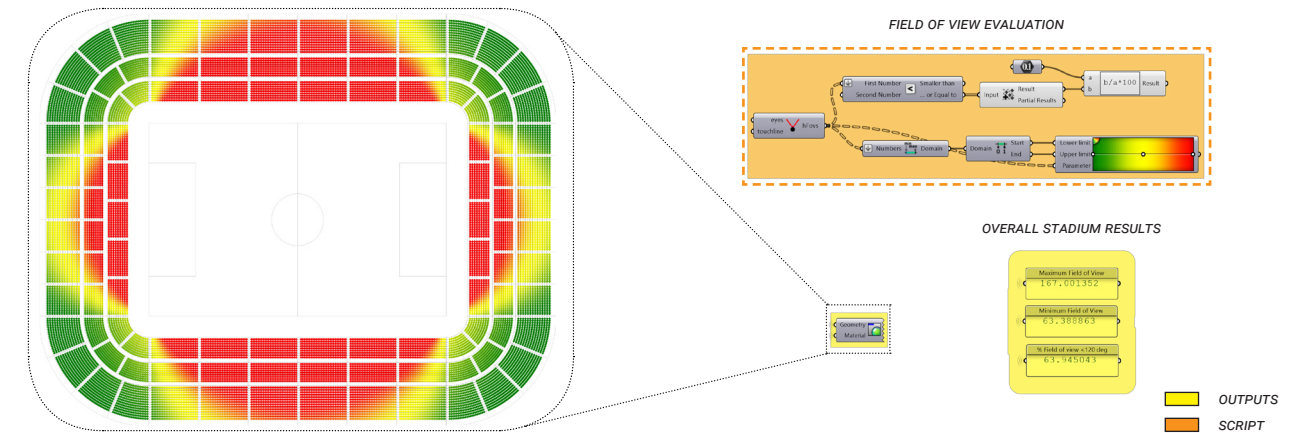 FIELD OF VIEW EVALUATION
0.1
First Number
Smaller than
Second Number
... or Equal to
Input
Result
Partial Results
a
b
b/a*100
Result
eyes
touchline
hFovs
Numbers
Domain
Domain
Start
End
Lower limit
Upper limit
Parameter
OVERALL STADIUM RESULTS
Maximum Field of View
167.001352
Minimum Field of View
63.388863
% Field of view <120 deg
63.945043
Geometry
Material
OUTPUTS
SCRIPT